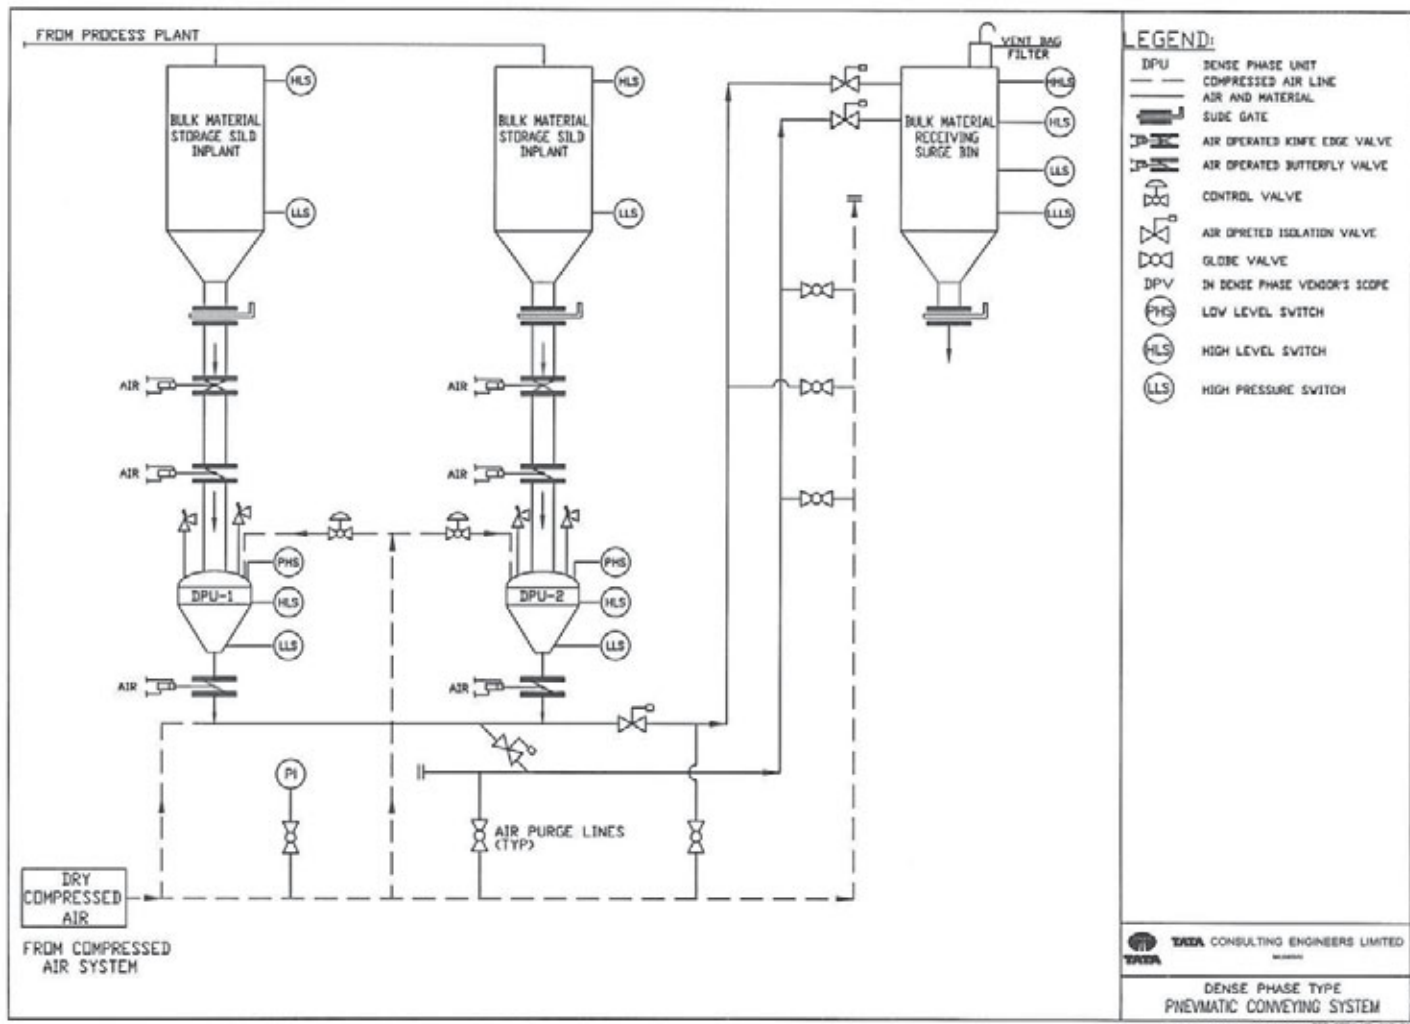 FROM PROCESS PLANT
HLS
BULK MATERIAL
STORAGE SILD
INPLANT
LLS
HLS
BULK MATERIAL
STORAGE SILD
INPLANT
LLS
VENT BAG
FILTER
HHLS
HLS
BULK MATERIAL
RECEIVING
SURGE BIN
LLS
LLLS
AIR
AIR
AIR
AIR
PHS
DPU-1
HLS
LLS
PHS
DPU-2
HLS
LLS
AIR
AIR
PI
AIR PURGE LINES
(TYP)
DRY
COMPRESSED
AIR
FROM COMPRESSED
AIR SYSTEM
LEGEND:
DPU DENSE PHASE UNIT
COMPRESSED AIR LINE
AIR AND MATERIAL
SUDE GATE
AIR OPERATED KINFE EDGE VALVE
AIR OPERATED BUTTERFLY VALVE
CONTROL VALVE
AIR OPRETED ISOLATION VALVE
GLOBE VALVE
DPV IN DENSE PHASE VENDOR'S SCOPE
PHS LOW LEVEL SWITCH
HLS HIGH LEVEL SWITCH
LLS HIGH PRESSURE SWITCH
TATA
TATA CONSULTING ENGINEERS LIMITED
DENSE PHASE TYPE
PNEVMATIC CONVEYING SYSTEM